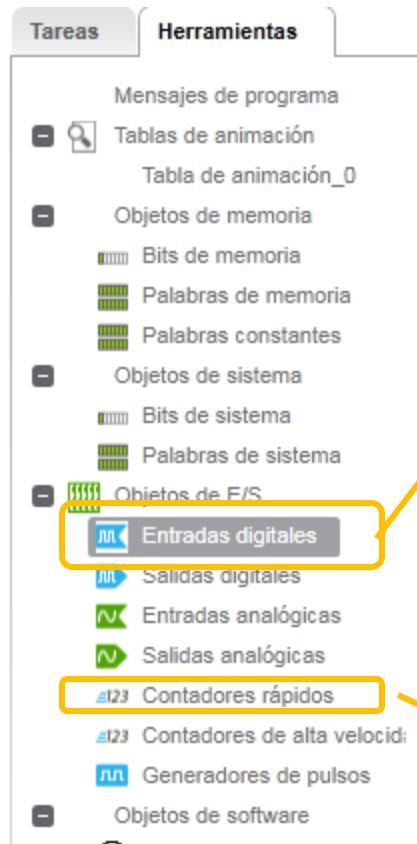 Tareas Herramientas
Mensajes de programa
Tablas de animación
Tabla de animación_0
Objetos de memoria
Bits de memoria
Palabras de memoria
Palabras constantes
Objetos de sistema
Bits de sistema
Palabras de sistema
Objetos de E/S
Entradas digitales
Salidas digitales
Entradas analógicas
Salidas analógicas
123 Contadores rápidos
123 Contadores de alta velocid
Generadores de pulsos
Objetos de software